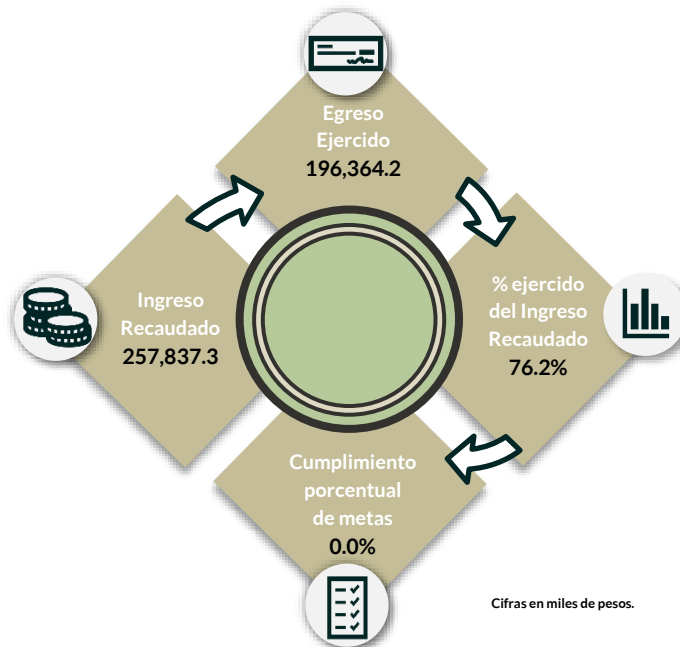 Egreso
Ejercido
196,364.2
Ingreso
Recaudado
257,837.3
% ejercido
del Ingreso
Recaudado
76.2%
Cumplimiento
porcentual
de metas
0.0%
Cifras en miles de pesos.